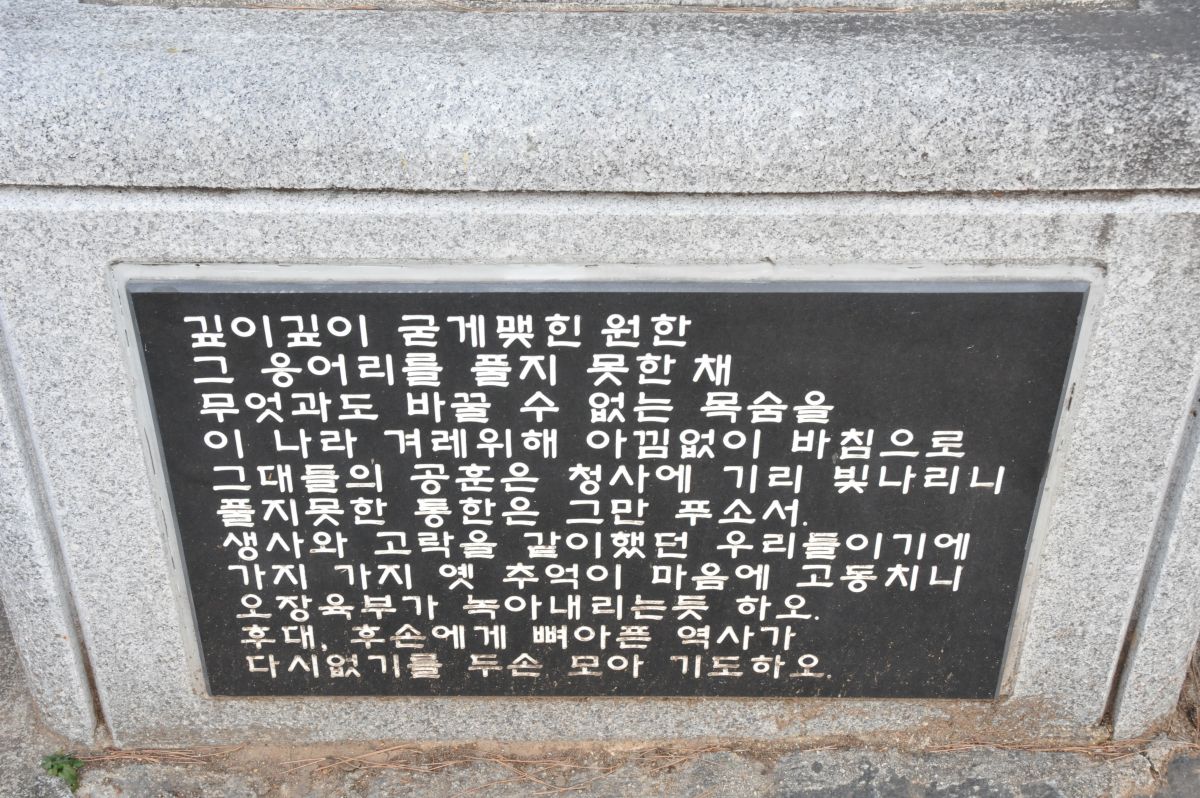 깊이깊이 굳게맺힌 원한
그 응어리를 풀지 못한 채
무엇과도 바꿀 수 없는 목숨을
이 나라 겨레위해 아낌없이 바침으로
그대들의 공훈은 청사에 기리 빛나리니
풀지못한 통한은 그만 푸소서.
생사와 고락을 같이했던 우리들이기에
가지 가지 옛 추억이 마음에 고동치니
오장육부가 녹아내리는듯 하오.
후대, 후손에게 뼈아픈 역사가
다시없기를 두손 모아 기도하오.